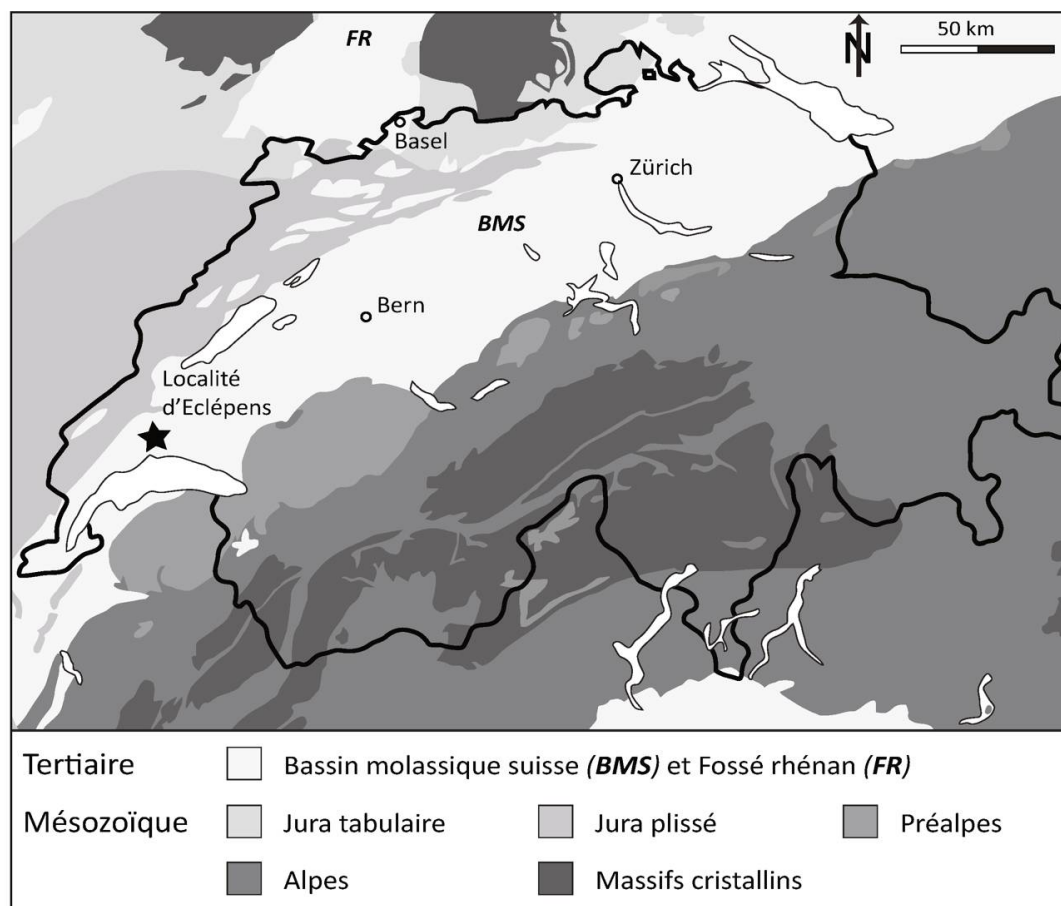 FR
N
50 km
Basel
Zürich
BMS
Bern
Localité
d'Eclépens
Tertiaire
Bassin molassique suisse (BMS) et Fossé rhénan (FR)
Mésozoïque
Jura tabulaire
Jura plissé
Préalpes
Alpes
Massifs cristallins